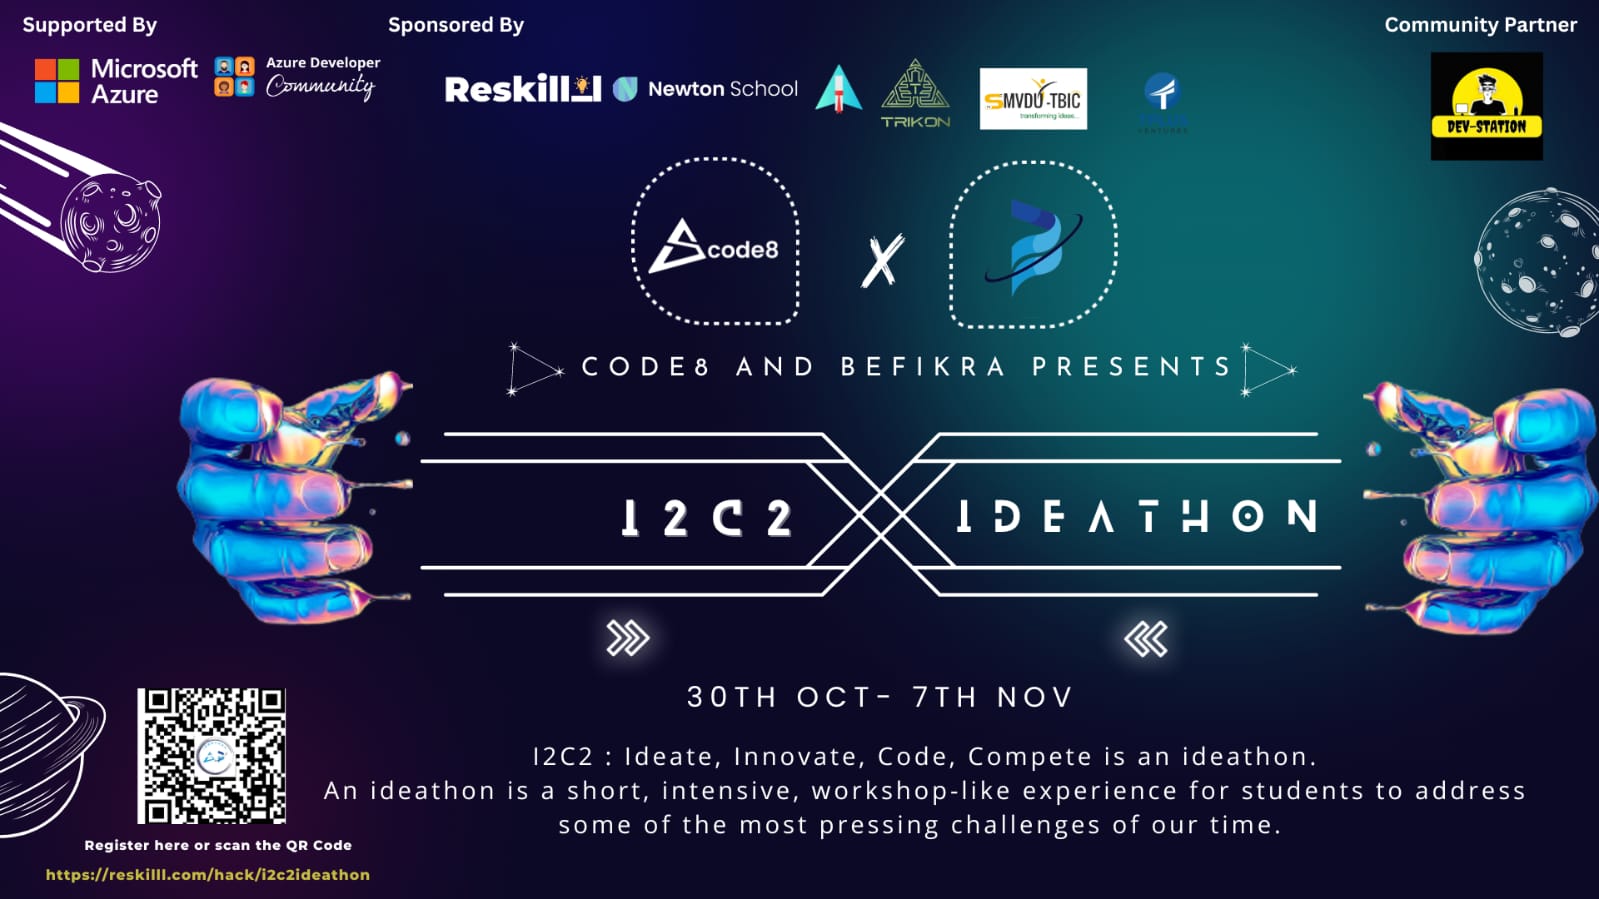 Supported By
Sponsored By
Community Partner
Microsoft
Azure
Azure Developer
Community
Reskilll
Newton School
TRIKON
SMVDU-TBIC
transforming ideas...
VENTURES
DEV-STATION
code8
X
CODE8 AND BEFIKRA PRESENTS
I2C2 IDEATHON
30TH OCT- 7TH NOV
I2C2 : Ideate, Innovate, Code, Compete is an ideathon.
An ideathon is a short, intensive, workshop-like experience for students to address
some of the most pressing challenges of our time.
Register here or scan the QR Code
https://reskilll.com/hack/i2c2ideathon